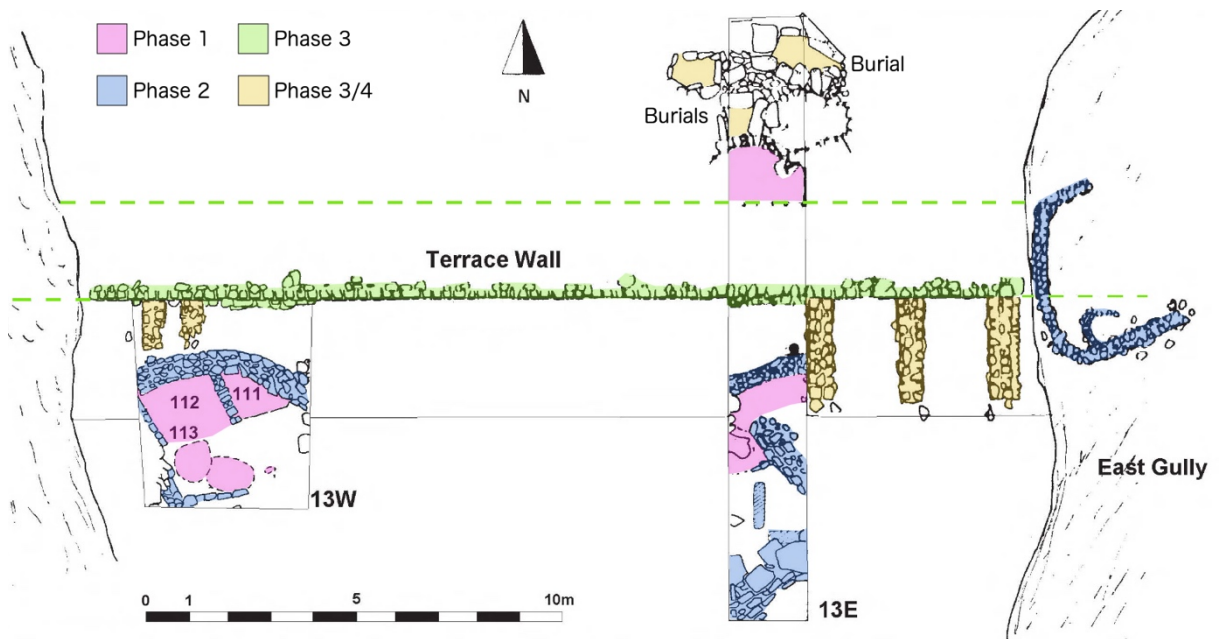 Phase 1
Phase 3
Phase 2
Phase 3/4
N
Burial
Burials
Terrace Wall
112
111
113
13W
East Gully
0 1 5 10m
13E